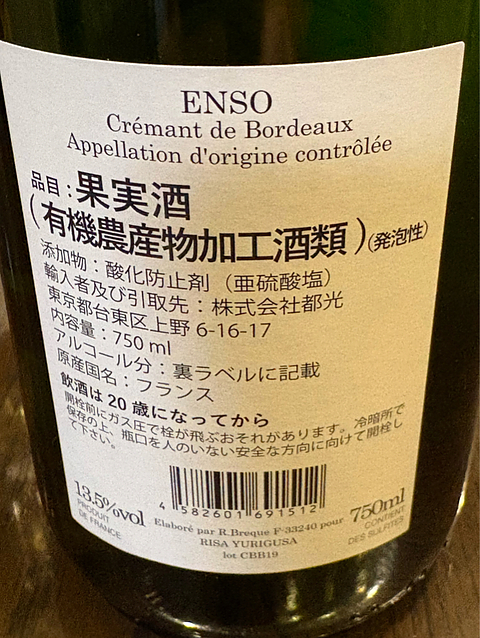 ENSO
Crémant de Bordeaux
Appellation d'origine contrôlée
品目：果実酒
（有機農産物加工酒類）（発泡性）
添加物：酸化防止剤（亜硫酸塩）
輸入者及び引取先：株式会社都光
東京都台東区上野 6-16-17
内容量：750 ml
アルコール分：裏ラベルに記載
原産国名：フランス
飲酒は20歳になってから
開栓前にガス圧で栓が飛ぶおそれがあります。冷暗所で
保存の上、瓶口を人のいない安全な方向に向けて開栓し
て下さい。
4 582601 691512
13.5%vol
PRODUIT
DE FRANCE
Elaboré par R.Breque F-33240 pour
RISA YURIGUSA
lot CBB19
750ml
CONTIENT
DES SULFITES